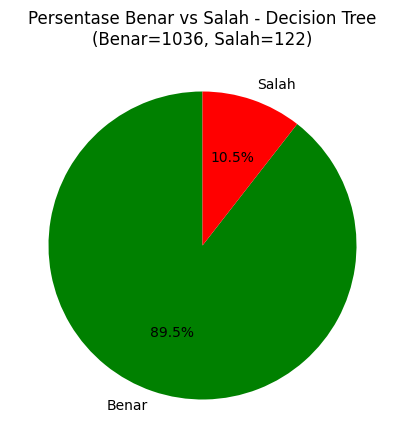 Persentase Benar vs Salah - Decision Tree
(Benar=1036, Salah=122)
Salah
10.5%
89.5%
Benar